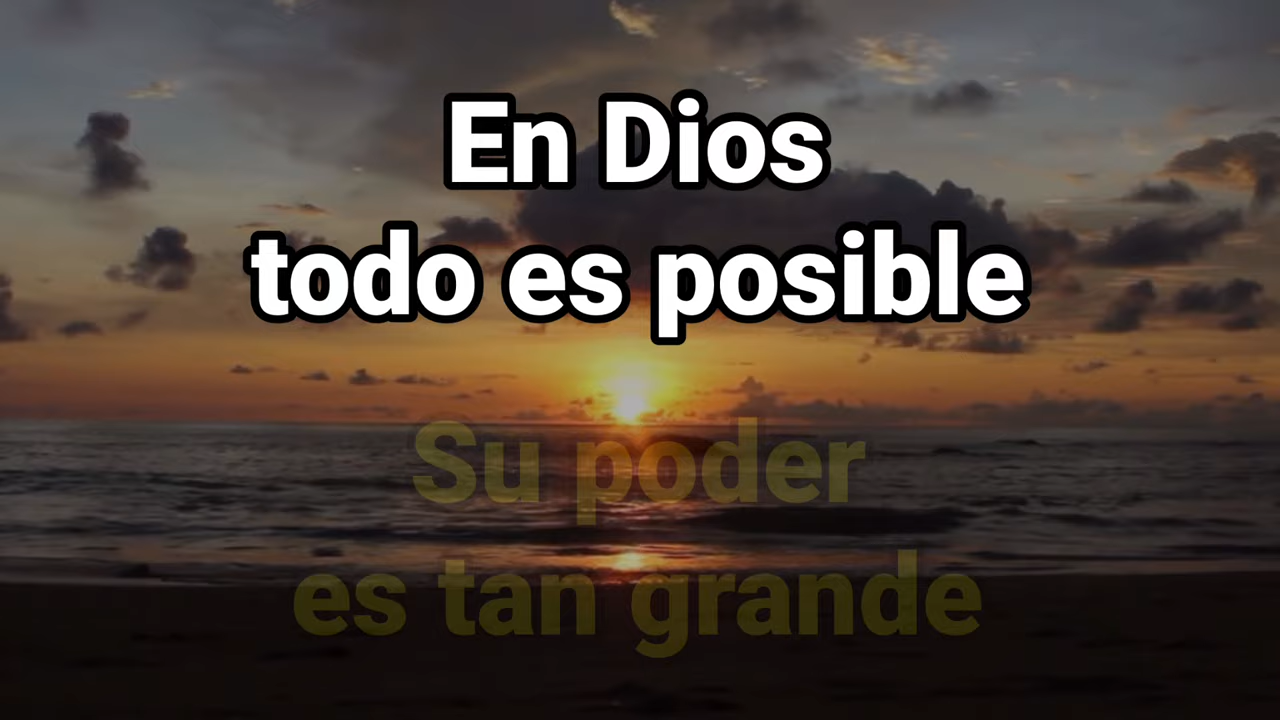 En Dios
todo es posible
Su poder
es tan grande